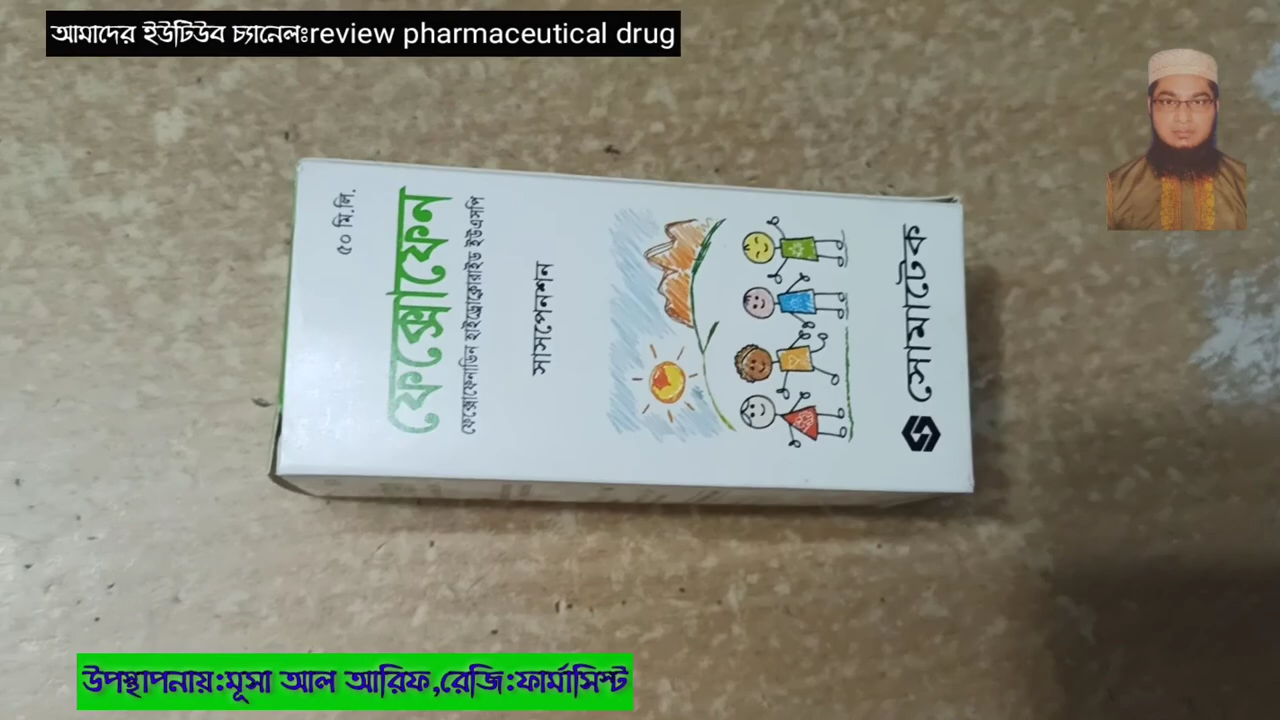 আমাদের ইউটিউব চ্যানেলঃreview pharmaceutical drug
৫০ মি.লি.
ফেক্সোফেন
ফেক্সোফেনাডিন হাইড্রোক্লোরাইড ইউএসপি
সাসপেনশন
সোমাটেক
উপস্থাপনায়:মূসা আল আরিফ,রেজি:ফার্মাসিস্ট